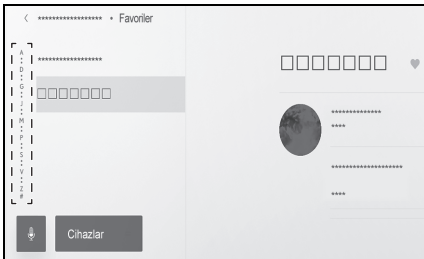 < ****************** • Favoriler
******************
□□□□□□□
A
D
G
J
M
P
S
V
Z
#
Cihazlar
□□□□□□□
**************
****
********************
****